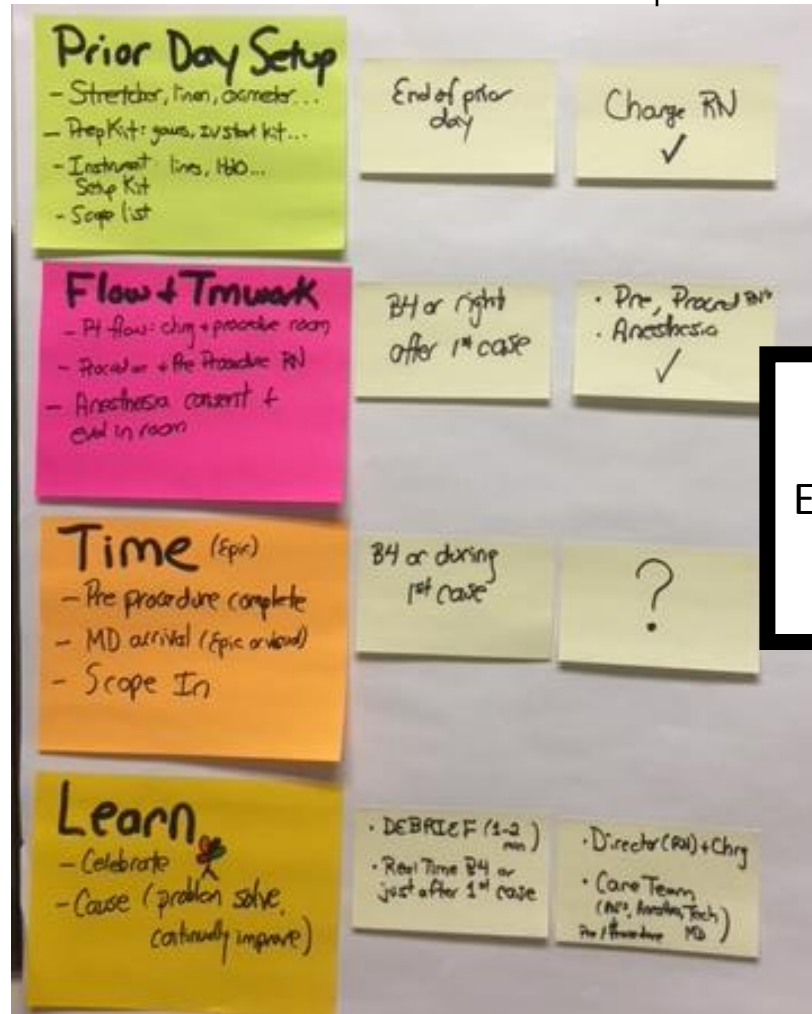 Prior Day Setup
- Stretcher, linen, oximeter...
- Prep Kit: gowns, IV start kit...
- Instrument lines, H2O...
Setup Kit
- Scope list
End of prior
day
Charge RN
✓
Flow + Tmwork
- Pt flow: chrg + procedure room
- Procedure + Pre Procedure RN
- Anesthesia consent +
eval in room
B4 or right
after 1st case
• Pre, Proced RN's
• Anesthesia
✓
E
Time (Epic)
- Pre procedure complete
- MD arrival (Epic or visual)
- Scope In
B4 or during
1st case
?
Learn
- Celebrate
- Cause (problem solve,
continually improve)
• DEBRIEF (1-2
min)
• Real Time B4 or
just after 1st case
• Director (RN) + Chrg
• Care Team
(RN's, Anesthes, Tech)
Pre / Procedure MD